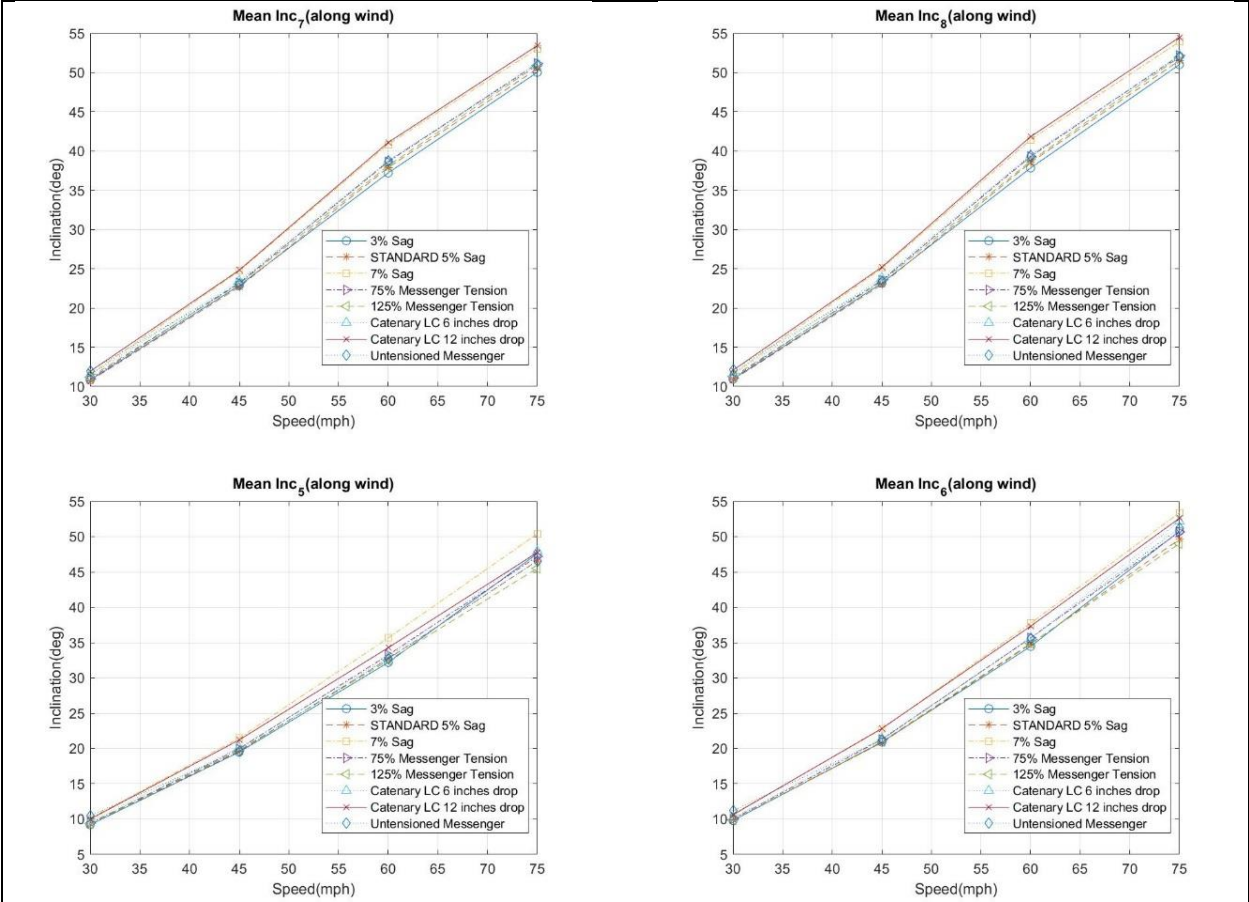 Mean Inc7(along wind)
55
50
45
40
35
30
25
20
15
10
Inclination(deg)
3% Sag
STANDARD 5% Sag
7% Sag
75% Messenger Tension
125% Messenger Tension
Catenary LC 6 inches drop
Catenary LC 12 inches drop
Untensioned Messenger
30 35 40 45 50 55 60 65 70 75
Speed(mph)
Mean Inc8(along wind)
55
50
45
40
35
30
25
20
15
10
Inclination(deg)
3% Sag
STANDARD 5% Sag
7% Sag
75% Messenger Tension
125% Messenger Tension
Catenary LC 6 inches drop
Catenary LC 12 inches drop
Untensioned Messenger
30 35 40 45 50 55 60 65 70 75
Speed(mph)
Mean Inc5(along wind)
55
50
45
40
35
30
25
20
15
10
5
Inclination(deg)
3% Sag
STANDARD 5% Sag
7% Sag
75% Messenger Tension
125% Messenger Tension
Catenary LC 6 inches drop
Catenary LC 12 inches drop
Untensioned Messenger
30 35 40 45 50 55 60 65 70 75
Speed(mph)
Mean Inc6(along wind)
55
50
45
40
35
30
25
20
15
10
5
Inclination(deg)
3% Sag
STANDARD 5% Sag
7% Sag
75% Messenger Tension
125% Messenger Tension
Catenary LC 6 inches drop
Catenary LC 12 inches drop
Untensioned Messenger
30 35 40 45 50 55 60 65 70 75
Speed(mph)